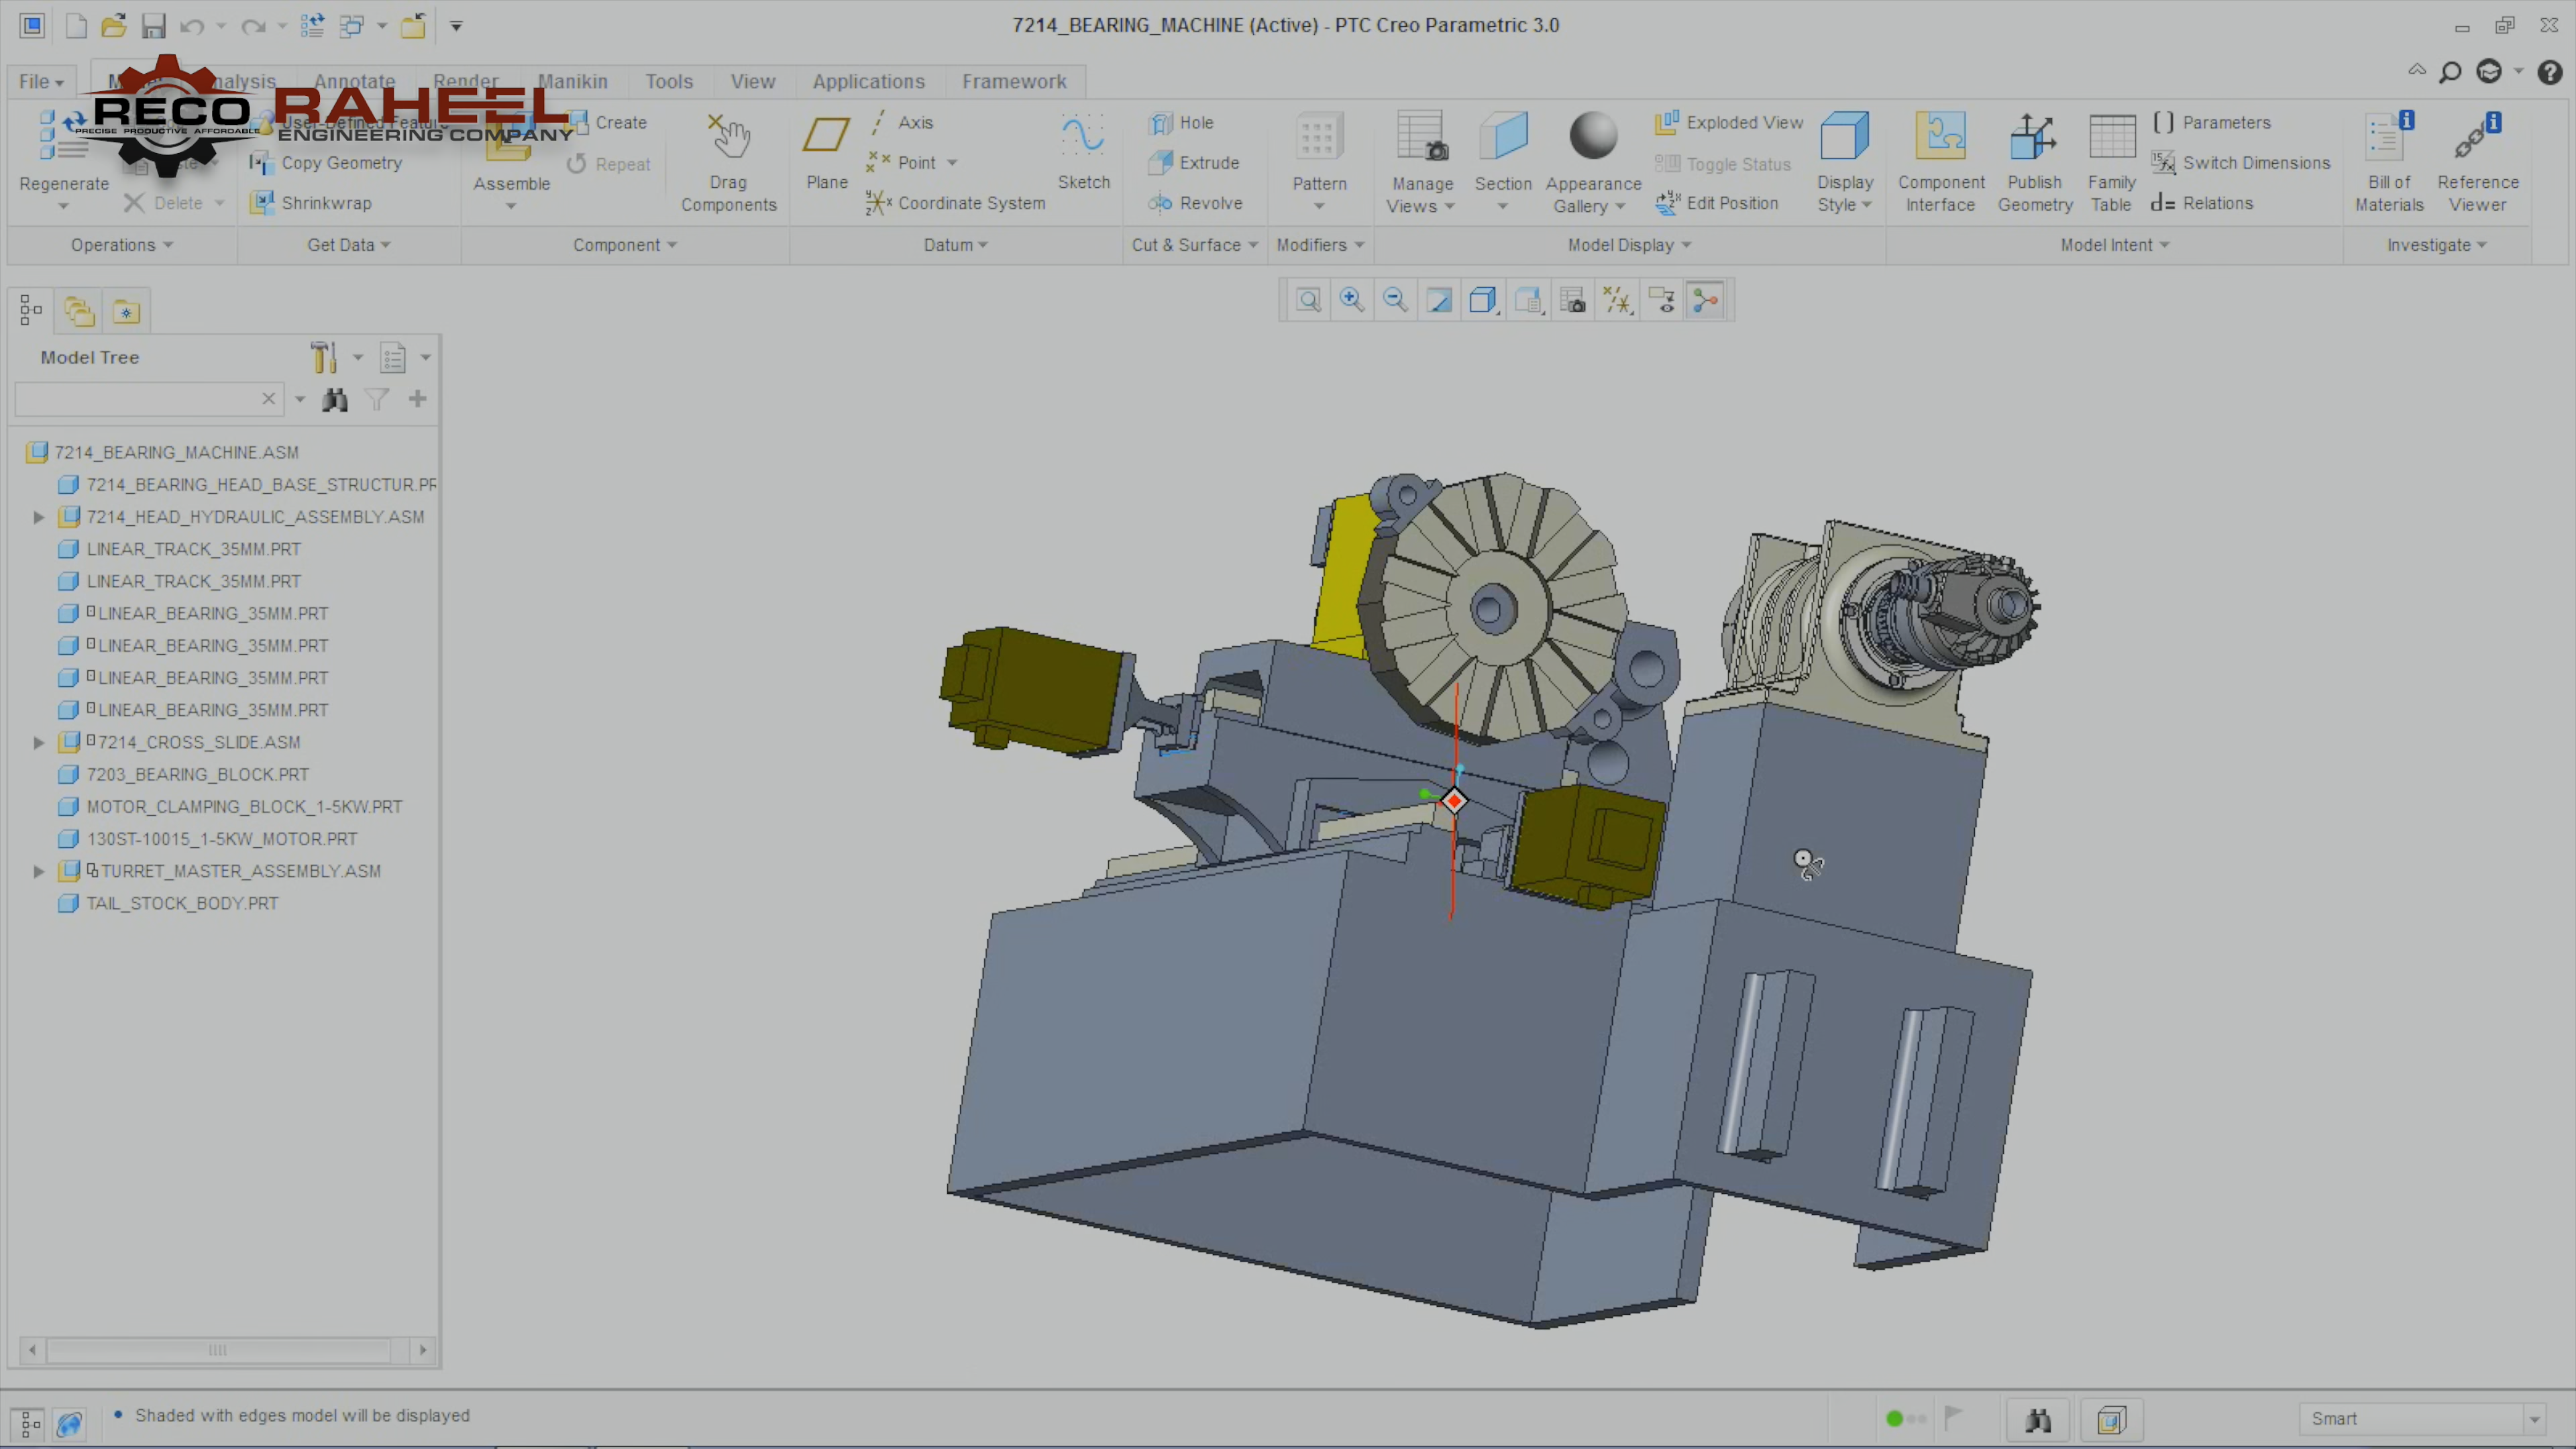 7214_BEARING_MACHINE (Active) - PTC Creo Parametric 3.0
File
Annotate
Render
Manikin
Tools
View
Applications
Framework
RECO
PRECISE PRODUCTIVE AFFORDABLE
RAHEEL
ENGINEERING COMPANY
Regenerate
Delete
Operations
User-Defined Feature
Copy Geometry
Shrinkwrap
Get Data
Assemble
Create
Repeat
Drag
Components
Component
Plane
Axis
Point
Coordinate System
Sketch
Datum
Hole
Extrude
Revolve
Cut & Surface
Pattern
Modifiers
Manage
Views
Section
Appearance
Gallery
Exploded View
Toggle Status
Edit Position
Display
Style
Model Display
Component
Interface
Publish
Geometry
Family
Table
Parameters
Switch Dimensions
d= Relations
Model Intent
Bill of
Materials
Reference
Viewer
Investigate
Model Tree
7214_BEARING_MACHINE.ASM
7214_BEARING_HEAD_BASE_STRUCTUR.PR
7214_HEAD_HYDRAULIC_ASSEMBLY.ASM
LINEAR_TRACK_35MM.PRT
LINEAR_TRACK_35MM.PRT
LINEAR_BEARING_35MM.PRT
LINEAR_BEARING_35MM.PRT
LINEAR_BEARING_35MM.PRT
LINEAR_BEARING_35MM.PRT
7214_CROSS_SLIDE.ASM
7203_BEARING_BLOCK.PRT
MOTOR_CLAMPING_BLOCK_1-5KW.PRT
130ST-10015_1-5KW_MOTOR.PRT
TURRET_MASTER_ASSEMBLY.ASM
TAIL_STOCK_BODY.PRT
Shaded with edges model will be displayed
Smart